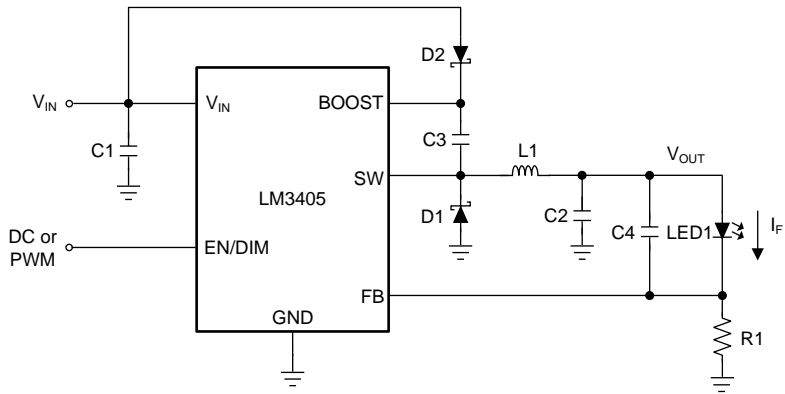 D2
V_IN
V_IN
BOOST
C1
C3
L1
V_OUT
SW
LM3405
D1
C2
C4
LED1
I_F
DC or
PWM
EN/DIM
FB
GND
R1